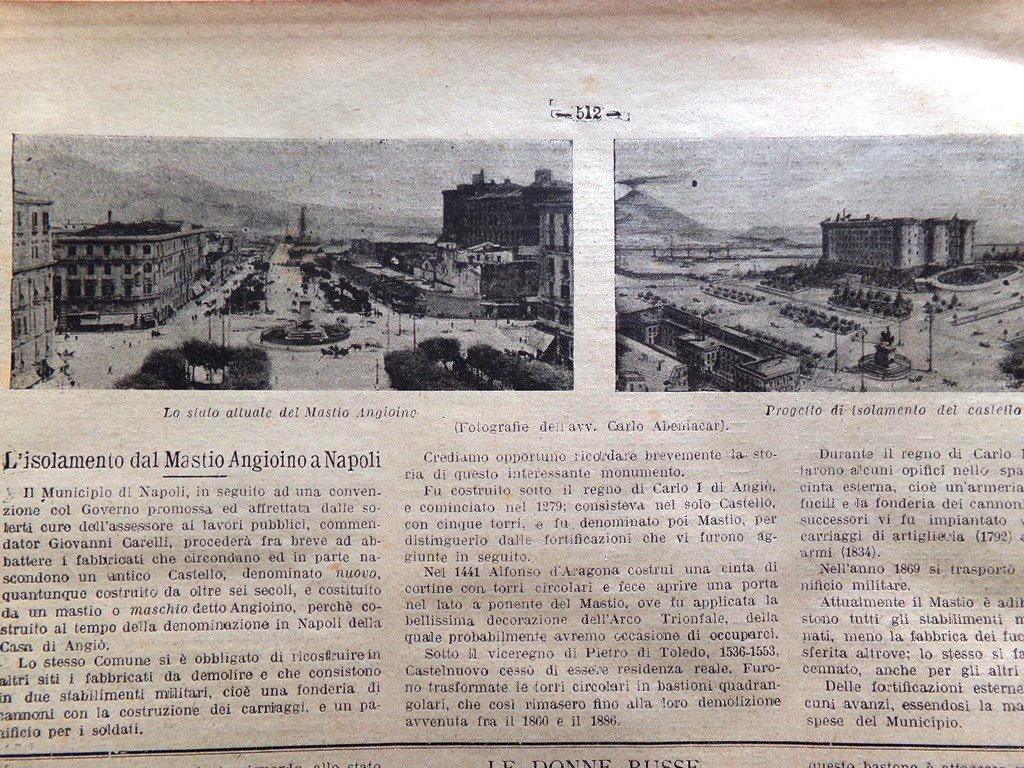 512
Lo stato attuale del Mastio Angioino
Progetto di isolamento del castello
(Fotografie dell'avv. Carlo Abeniacar).
L'isolamento dal Mastio Angioino a Napoli
Il Municipio di Napoli, in seguito ad una conven-
zione col Governo promossa ed affrettata dalle so-
lerti cure dell'assessore ai lavori pubblici, commen-
dator Giovanni Carelli, procederà fra breve ad ab-
battere i fabbricati che circondano ed in parte na-
scondono un antico Castello, denominato nuovo,
quantunque costruito da oltre sei secoli, e costituito
da un mastio o maschio detto Angioino, perchè co-
struito al tempo della denominazione in Napoli della
Casa di Angiò.
Lo stesso Comune si è obbligato di ricostruire in
altri siti i fabbricati da demolire e che consistono
in due stabilimenti militari, cioè una fonderia di
cannoni con la costruzione dei carriaggi, e un pa-
nificio per i soldati.
Crediamo opportuno ricordare brevemente la sto-
ria di questo interessante monumento.
Fu costruito sotto il regno di Carlo I di Angiò,
e cominciato nel 1279; consisteva nel solo Castello,
con cinque torri, e fu denominato poi Mastio, per
distinguerlo dalle fortificazioni che vi furono ag-
giunte in seguito.
Nel 1441 Alfonso d'Aragona costrui una cinta di
cortine con torri circolari e fece aprire una porta
nel lato a ponente del Mastio, ove fu applicata la
bellissima decorazione dell'Arco Trionfale, della
quale probabilmente avremo occasione di occuparci.
Sotto il viceregno di Pietro di Toledo, 1536-1553,
Castelnuovo cessò di essere residenza reale. Furo-
no trasformate le torri circolari in bastioni quadran-
golari, che così rimasero fino alla loro demolizione
avvenuta fra il 1860 e il 1886.
Durante il regno di Carlo I
larono alcuni opifici nello spa
cinta esterna, cioè un'armeria
fucili e la fonderia dei cannon
successori vi fu impiantato
carriaggi di artiglieria (1792)
armi (1834).
Nell'anno 1869 si trasportò
nificio militare.
Attualmente il Mastio è adi
stono tutti gli stabilimenti m
nati, meno la fabbrica dei fuc
sferita altrove; lo stesso si fa
cennato, anche per gli altri
Delle fortificazioni esterne
cuni avanzi, essendosi la ma
spese del Municipio.
LE DONNE RUSSE